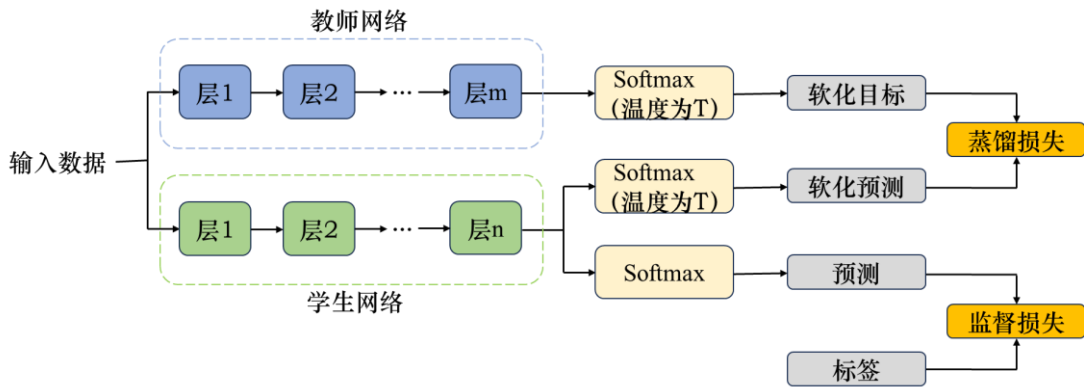 教师网络
层1
层2
...
层m
Softmax
（温度为T）
软化目标
蒸馏损失
输入数据
Softmax
（温度为T）
软化预测
层1
层2
...
层n
Softmax
预测
学生网络
监督损失
标签